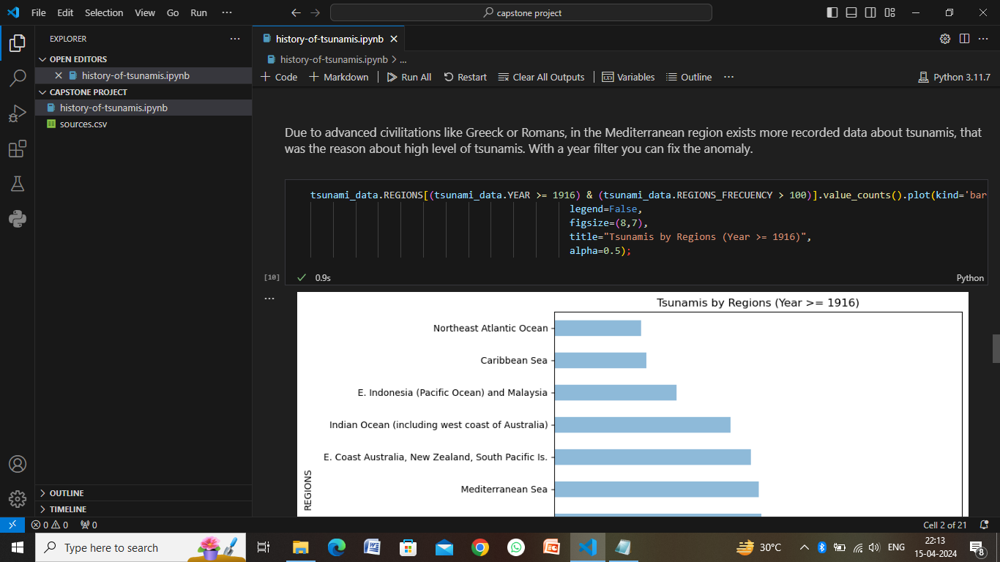 File Edit Selection View Go Run ···
capstone project
EXPLORER
OPEN EDITORS
history-of-tsunamis.ipynb
CAPSTONE PROJECT
history-of-tsunamis.ipynb
sources.csv
OUTLINE
TIMELINE
history-of-tsunamis.ipynb
history-of-tsunamis.ipynb > ...
+ Code + Markdown Run All Restart Clear All Outputs Variables Outline ··· Python 3.11.7
Due to advanced civilitations like Greeck or Romans, in the Mediterranean region exists more recorded data about tsunamis, that
was the reason about high level of tsunamis. With a year filter you can fix the anomaly.
tsunami_data.REGIONS[(tsunami_data.YEAR >= 1916) & (tsunami_data.REGIONS_FRECUENCY > 100)].value_counts().plot(kind='bar
legend=False,
figsize=(8,7),
title="Tsunamis by Regions (Year >= 1916)",
alpha=0.5);
[10] 0.9s Python
Tsunamis by Regions (Year >= 1916)
Northeast Atlantic Ocean
Caribbean Sea
E. Indonesia (Pacific Ocean) and Malaysia
Indian Ocean (including west coast of Australia)
E. Coast Australia, New Zealand, South Pacific Is.
Mediterranean Sea
REGIONS
0 0 0 Cell 2 of 21
Type here to search 30°C ENG 22:13
15-04-2024
8